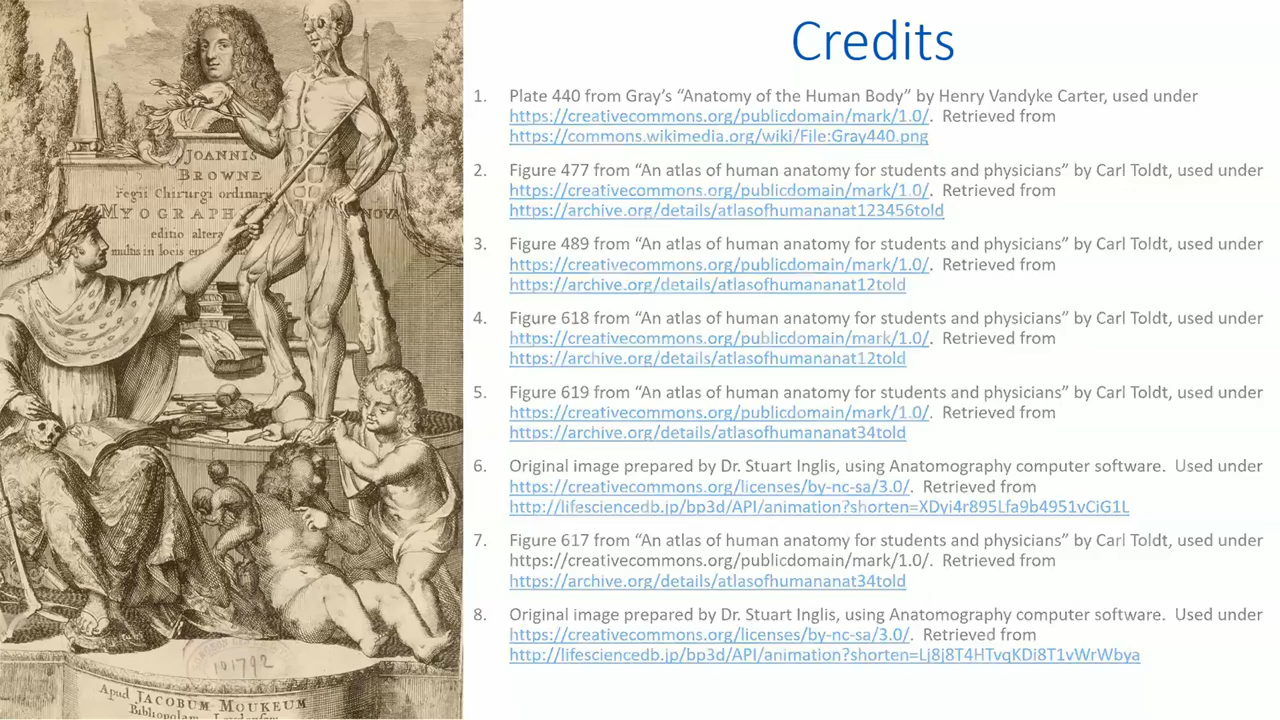 JOANNIS
BROWNE
regii Chirurgi ordinar
MYOGRAPH NOVA
editio altera
multis in locis em
101792
Apud JACOBUM MOUKEUM
Bibliopolam
Credits
1. Plate 440 from Gray’s “Anatomy of the Human Body” by Henry Vandyke Carter, used under
https://creativecommons.org/publicdomain/mark/1.0/. Retrieved from
https://commons.wikimedia.org/wiki/File:Gray440.png
2. Figure 477 from “An atlas of human anatomy for students and physicians” by Carl Toldt, used under
https://creativecommons.org/publicdomain/mark/1.0/. Retrieved from
https://archive.org/details/atlasofhumananat123456told
3. Figure 489 from “An atlas of human anatomy for students and physicians” by Carl Toldt, used under
https://creativecommons.org/publicdomain/mark/1.0/. Retrieved from
https://archive.org/details/atlasofhumananat12told
4. Figure 618 from “An atlas of human anatomy for students and physicians” by Carl Toldt, used under
https://creativecommons.org/publicdomain/mark/1.0/. Retrieved from
https://archive.org/details/atlasofhumananat12told
5. Figure 619 from “An atlas of human anatomy for students and physicians” by Carl Toldt, used under
https://creativecommons.org/publicdomain/mark/1.0/. Retrieved from
https://archive.org/details/atlasofhumananat34told
6. Original image prepared by Dr. Stuart Inglis, using Anatomography computer software. Used under
https://creativecommons.org/licenses/by-nc-sa/3.0/. Retrieved from
http://lifesciencedb.jp/bp3d/API/animation?shorten=XDyi4r895Lfa9b4951vCiG1L
7. Figure 617 from “An atlas of human anatomy for students and physicians” by Carl Toldt, used under
https://creativecommons.org/publicdomain/mark/1.0/. Retrieved from
https://archive.org/details/atlasofhumananat34told
8. Original image prepared by Dr. Stuart Inglis, using Anatomography computer software. Used under
https://creativecommons.org/licenses/by-nc-sa/3.0/. Retrieved from
http://lifesciencedb.jp/bp3d/API/animation?shorten=Lj8j8T4HTvqKDi8T1vWrWbya